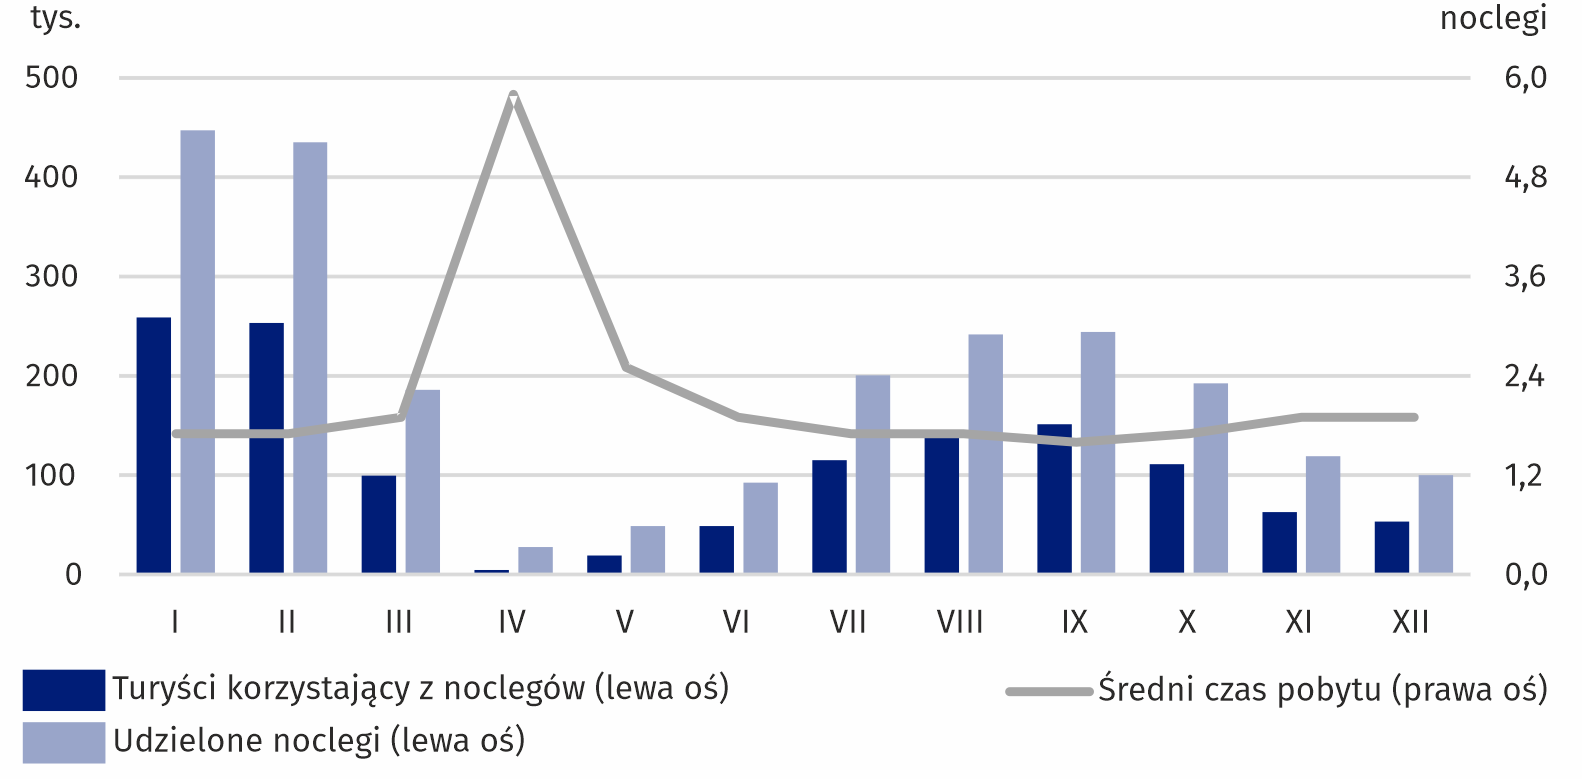 tys. noclegi
500 6,0
400 4,8
300 3,6
200 2,4
100 1,2
0 0,0
I II III IV V VI VII VIII IX X XI XII
Turyści korzystający z noclegów (lewa oś) Średni czas pobytu (prawa oś)
Udzielone noclegi (lewa oś)